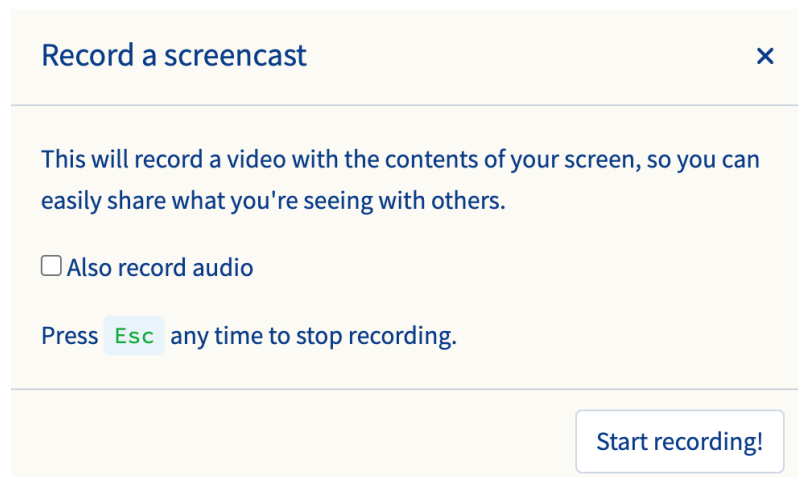 Record a screencast
This will record a video with the contents of your screen, so you can
easily share what you're seeing with others.
Also record audio
Press Esc any time to stop recording.
Start recording!